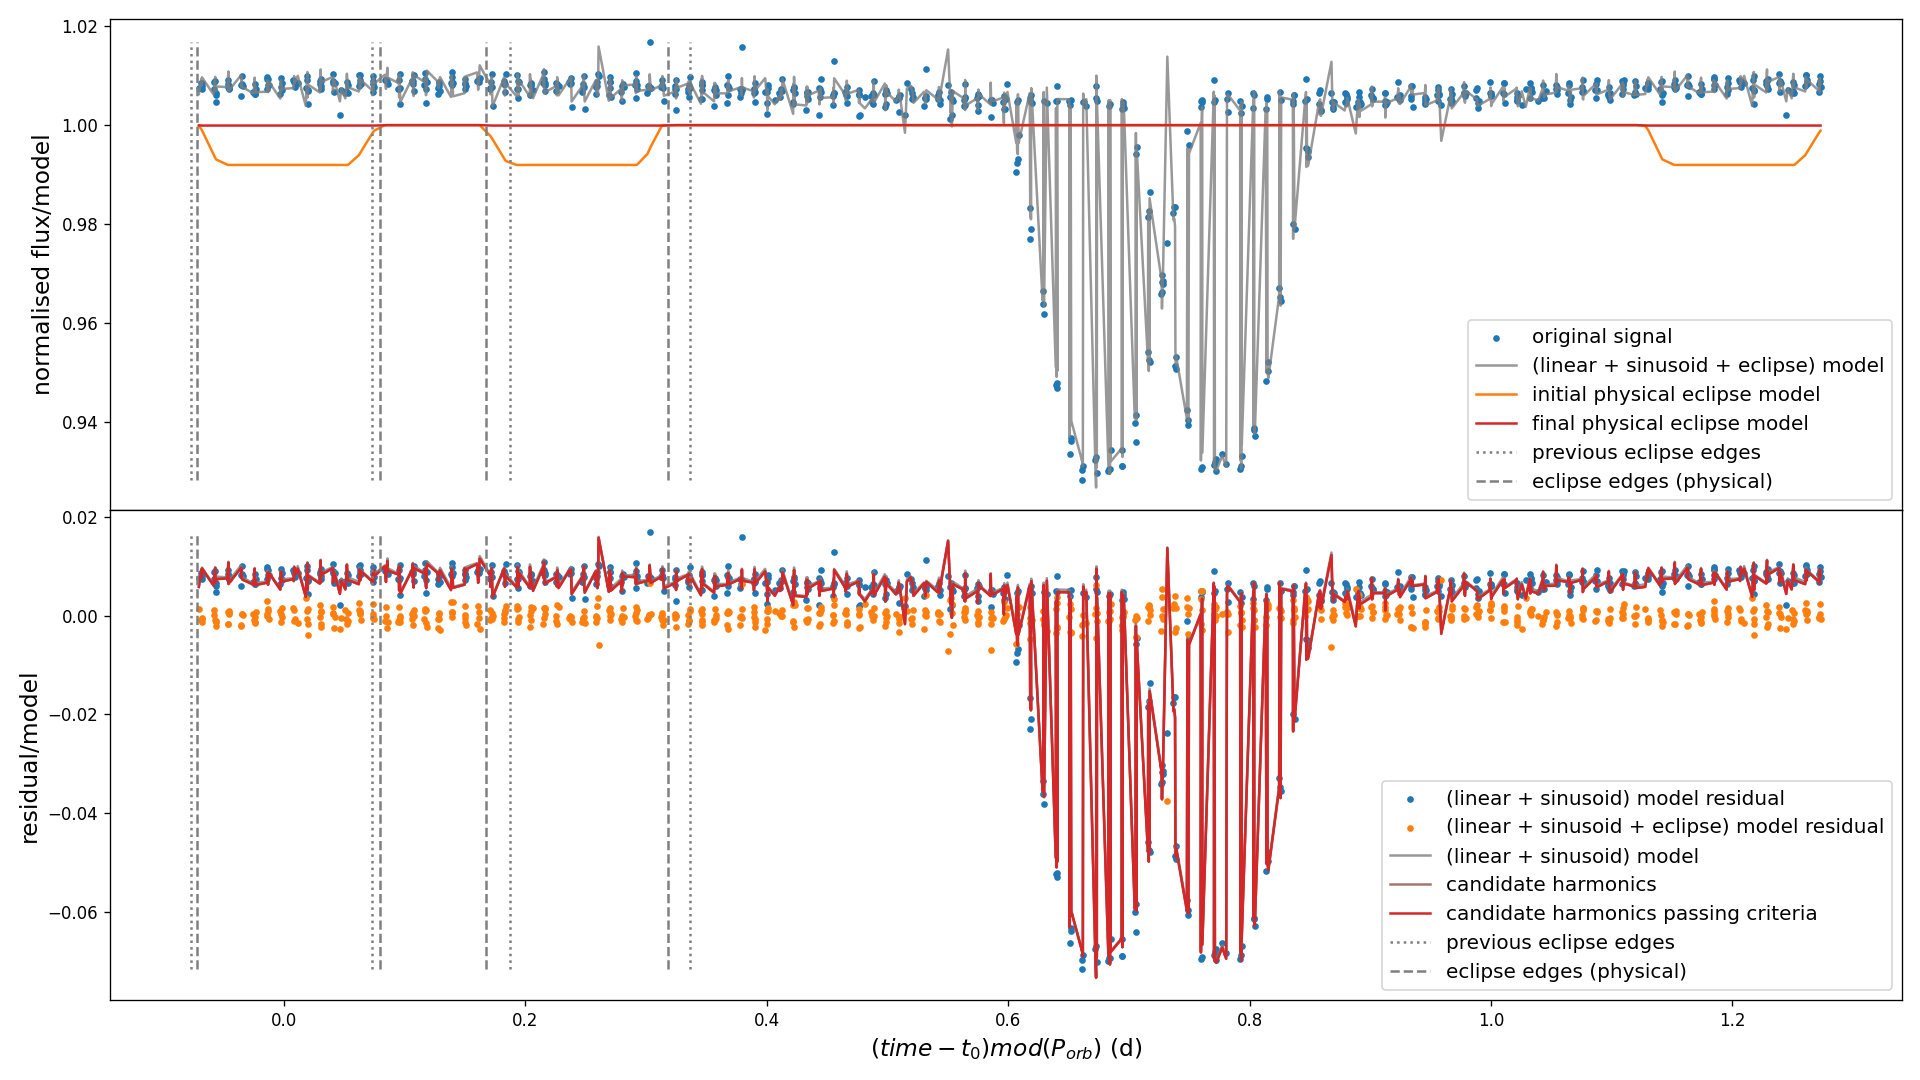 1.02
1.00
0.98
0.96
0.94
normalised flux/model
original signal
(linear + sinusoid + eclipse) model
initial physical eclipse model
final physical eclipse model
previous eclipse edges
eclipse edges (physical)
0.02
0.00
−0.02
−0.04
−0.06
residual/model
(linear + sinusoid) model residual
(linear + sinusoid + eclipse) model residual
(linear + sinusoid) model
candidate harmonics
candidate harmonics passing criteria
previous eclipse edges
eclipse edges (physical)
0.0 0.2 0.4 0.6 0.8 1.0 1.2
(time − t₀)mod(P_orb) (d)